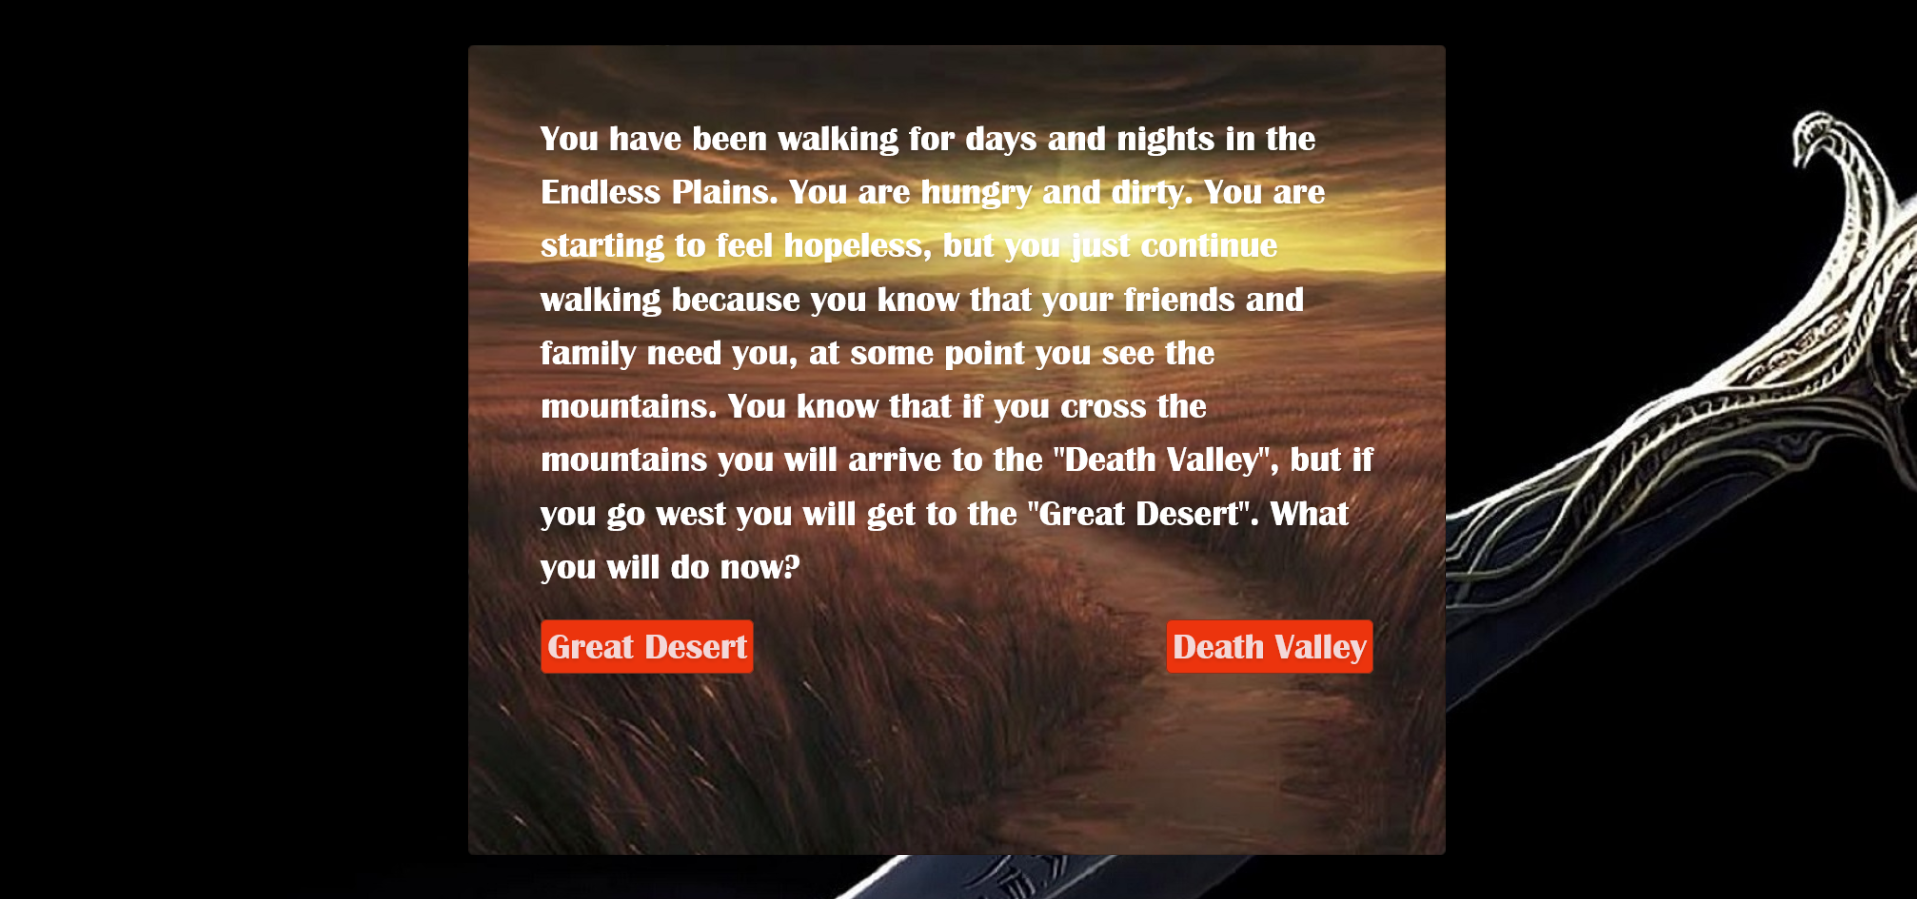 You have been walking for days and nights in the
Endless Plains. You are hungry and dirty. You are
starting to feel hopeless, but you just continue
walking because you know that your friends and
family need you, at some point you see the
mountains. You know that if you cross the
mountains you will arrive to the "Death Valley", but if
you go west you will get to the "Great Desert". What
you will do now?
Great Desert
Death Valley